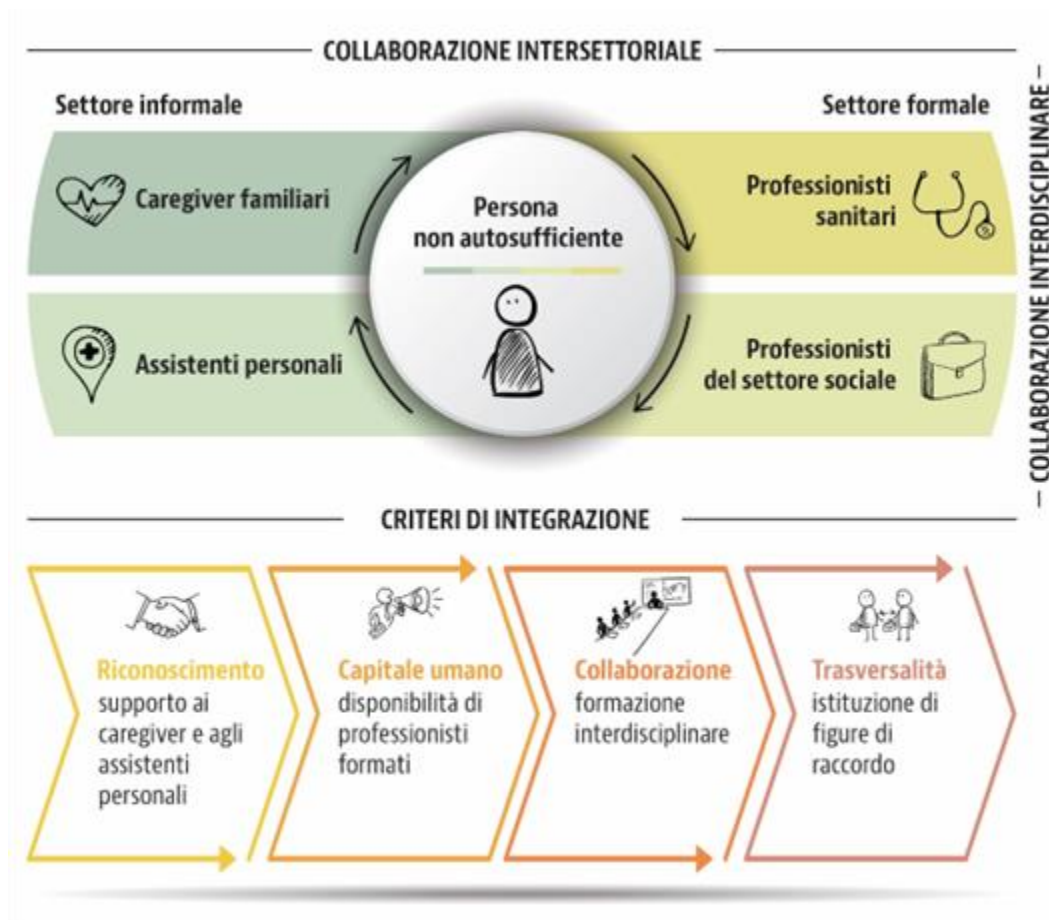 COLLABORAZIONE INTERSETTORIALE
Settore informale
Settore formale
Caregiver familiari
Persona
non autosufficiente
Professionisti
sanitari
Assistenti personali
Professionisti
del settore sociale
– COLLABORAZIONE INTERDISCIPLINARE –
CRITERI DI INTEGRAZIONE
Riconoscimento
supporto ai
caregiver e agli
assistenti
personali
Capitale umano
disponibilità di
professionisti
formati
Collaborazione
formazione
interdisciplinare
Trasversalità
istituzione di
figure di
raccordo